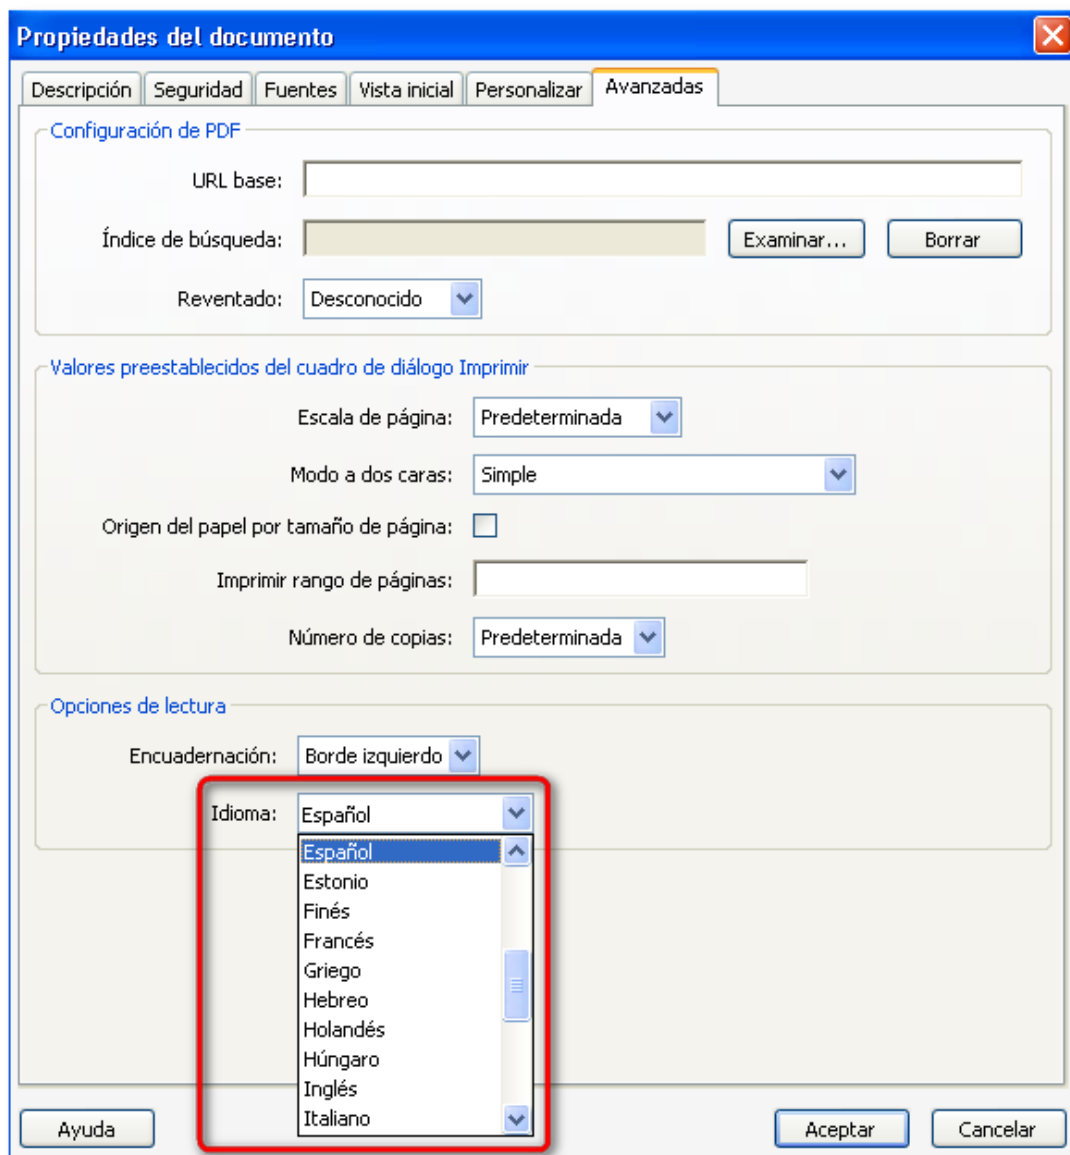 Propiedades del documento
Descripción Seguridad Fuentes Vista inicial Personalizar Avanzadas
Configuración de PDF
URL base:
Índice de búsqueda: Examinar... Borrar
Reventado: Desconocido
Valores preestablecidos del cuadro de diálogo Imprimir
Escala de página: Predeterminada
Modo a dos caras: Simple
Origen del papel por tamaño de página:
Imprimir rango de páginas:
Número de copias: Predeterminada
Opciones de lectura
Encuadernación: Borde izquierdo
Idioma: Español
Español
Estonio
Finés
Francés
Griego
Hebreo
Holandés
Húngaro
Inglés
Italiano
Ayuda Aceptar Cancelar